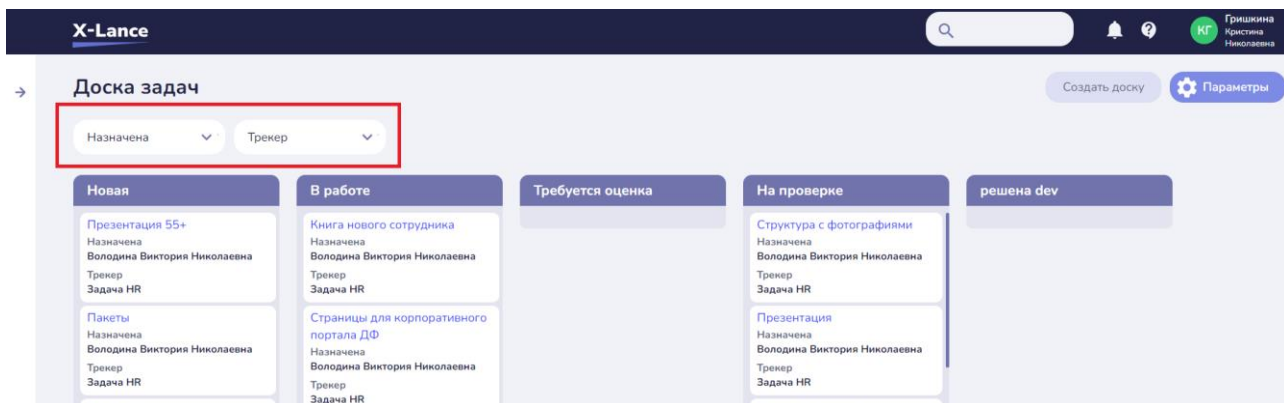 X-Lance
КГ
Гришкина
Кристина
Николаевна
Доска задач
Создать доску
Параметры
Назначена
Трекер
Новая
Презентация 55+
Назначена
Володина Виктория Николаевна
Трекер
Задача HR
Пакеты
Назначена
Володина Виктория Николаевна
Трекер
Задача HR
В работе
Книга нового сотрудника
Назначена
Володина Виктория Николаевна
Трекер
Задача HR
Страницы для корпоративного
портала ДФ
Назначена
Володина Виктория Николаевна
Трекер
Задача HR
Требуется оценка
На проверке
Структура с фотографиями
Назначена
Володина Виктория Николаевна
Трекер
Задача HR
Презентация
Назначена
Володина Виктория Николаевна
Трекер
Задача HR
решена dev